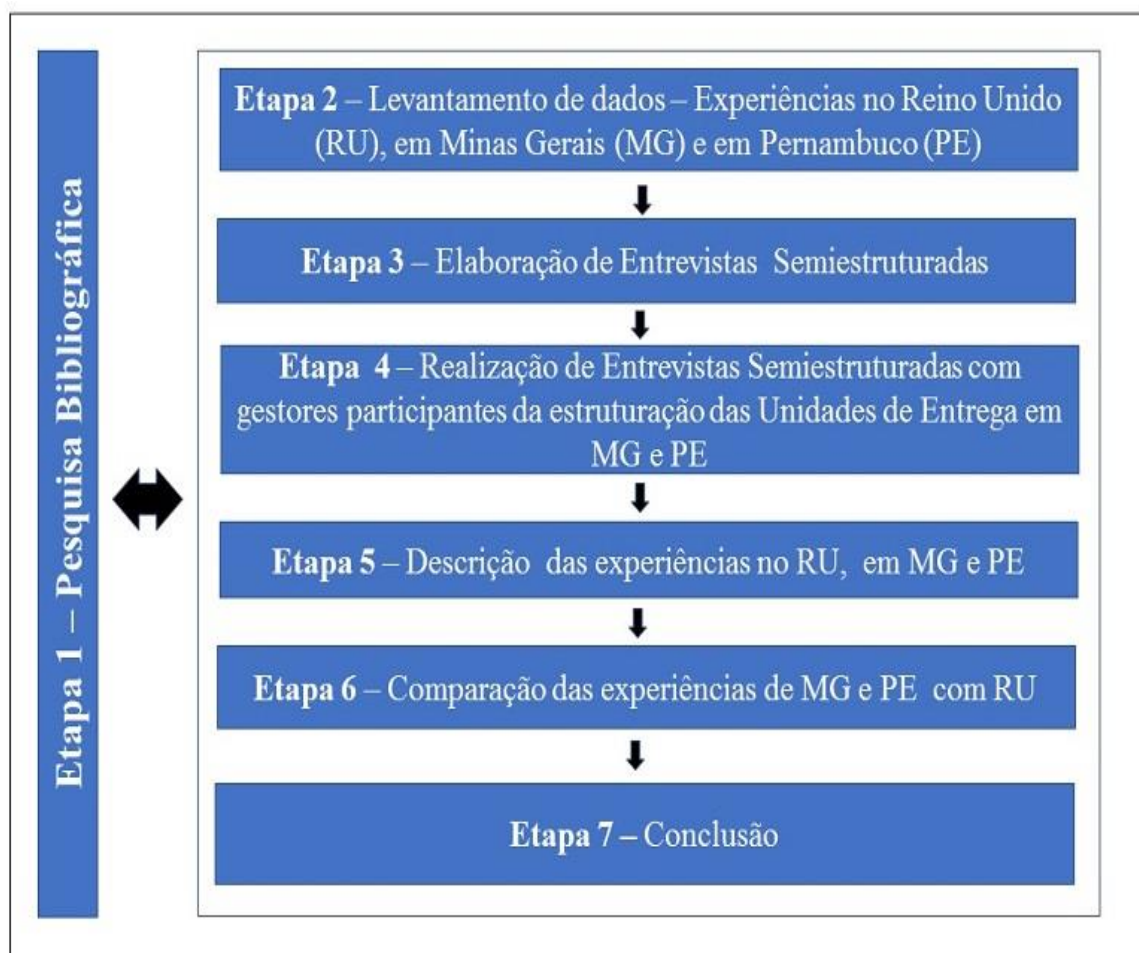 Etapa 1 – Pesquisa Bibliográfica
Etapa 2 – Levantamento de dados – Experiências no Reino Unido
(RU), em Minas Gerais (MG) e em Pernambuco (PE)
Etapa 3 – Elaboração de Entrevistas Semiestruturadas
Etapa 4 – Realização de Entrevistas Semiestruturadas com
gestores participantes da estruturação das Unidades de Entrega em
MG e PE
Etapa 5 – Descrição das experiências no RU, em MG e PE
Etapa 6 – Comparação das experiências de MG e PE com RU
Etapa 7 – Conclusão